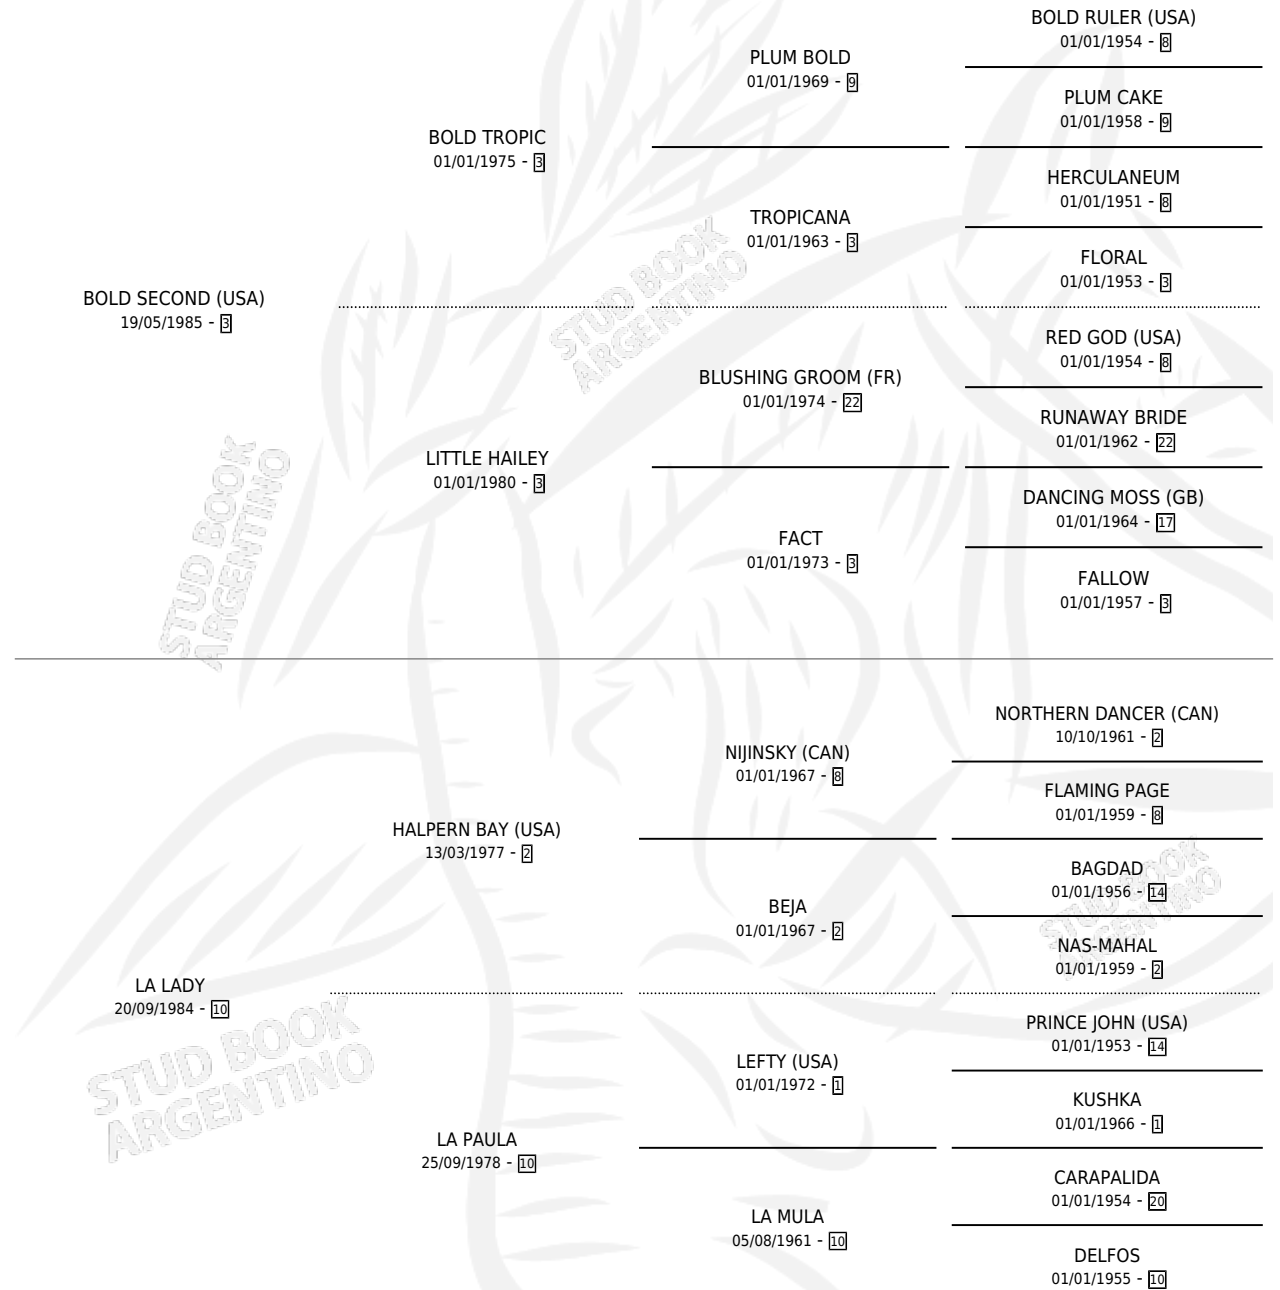 BOLD RULER (USA)
01/01/1954 - 8
PLUM BOLD
01/01/1969 - 9
PLUM CAKE
01/01/1958 - 9
BOLD TROPIC
01/01/1975 - 3
HERCULANEUM
01/01/1951 - 8
TROPICANA
01/01/1963 - 3
FLORAL
01/01/1953 - 3
BOLD SECOND (USA)
19/05/1985 - 3
STUD BOOK
ARGENTINO
RED GOD (USA)
01/01/1954 - 8
BLUSHING GROOM (FR)
01/01/1974 - 22
RUNAWAY BRIDE
01/01/1962 - 22
LITTLE HAILEY
01/01/1980 - 3
STUD BOOK
ARGENTINO
DANCING MOSS (GB)
01/01/1964 - 17
FACT
01/01/1973 - 3
FALLOW
01/01/1957 - 3
NORTHERN DANCER (CAN)
10/10/1961 - 2
NIJINSKY (CAN)
01/01/1967 - 8
FLAMING PAGE
01/01/1959 - 8
HALPERN BAY (USA)
13/03/1977 - 2
BAGDAD
01/01/1956 - 14
STUD BOOK
ARGENTINO
BEJA
01/01/1967 - 2
NAS-MAHAL
01/01/1959 - 2
LA LADY
20/09/1984 - 10
STUD BOOK
ARGENTINO
PRINCE JOHN (USA)
01/01/1953 - 14
LEFTY (USA)
01/01/1972 - 1
KUSHKA
01/01/1966 - 1
LA PAULA
25/09/1978 - 10
CARAPALIDA
01/01/1954 - 20
LA MULA
05/08/1961 - 10
DELFOS
01/01/1955 - 10